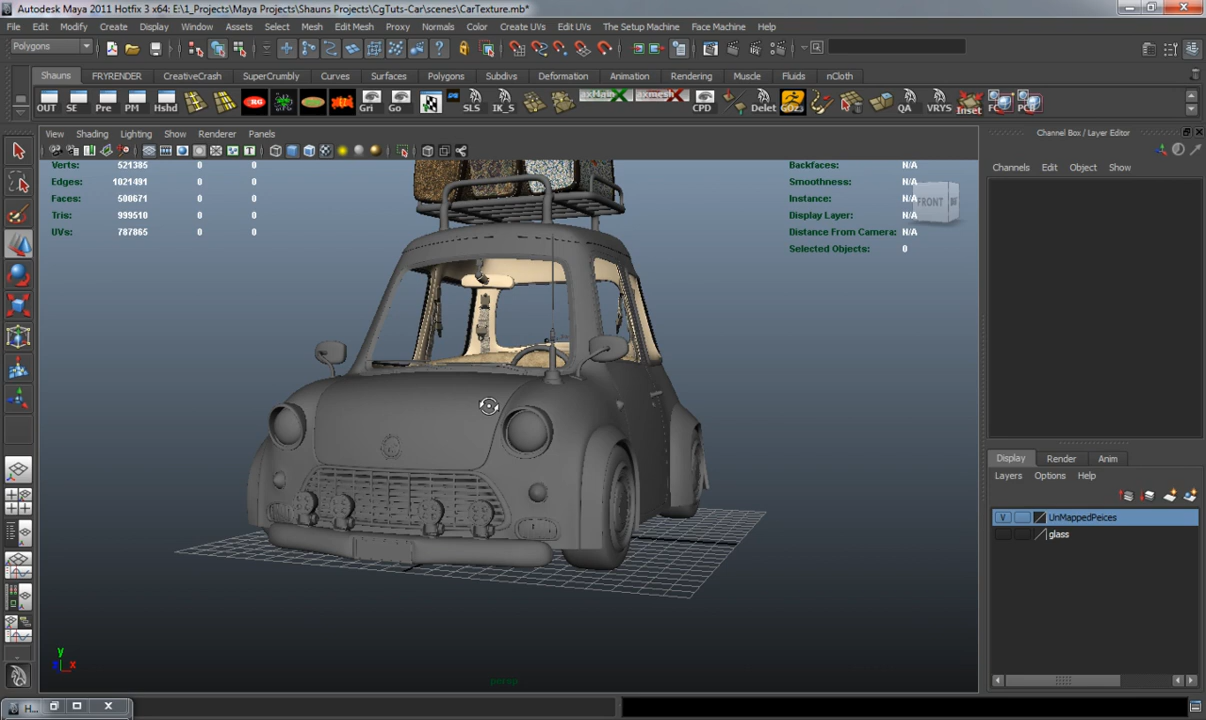 Autodesk Maya 2011 Hotfix 3 x64: E:\1_Projects\Maya Projects\Shauns Projects\CgTuts-Car\scenes\CarTexture.mb*
File Edit Modify Create Display Window Assets Select Mesh Edit Mesh Proxy Normals Color Create UVs Edit UVs The Setup Machine Face Machine Help
Polygons
Shauns FRYRENDER CreativeCrash SuperCrumbly Curves Surfaces Polygons Subdivs Deformation Animation Rendering Muscle Fluids nCloth
OUT SE Pre PM Hshd Gri Go SLS IK_S axMain axmesh CPD Delet GOz QA VRYS Inset FC PCB
View Shading Lighting Show Renderer Panels
Channel Box / Layer Editor
Channels Edit Object Show
Verts: 521385 0 0
Edges: 1021491 0 0
Faces: 500671 0 0
Tris: 999510 0 0
UVs: 787865 0 0
Backfaces: N/A
Smoothness: N/A
Instance: N/A
Display Layer: N/A
Distance From Camera: N/A
Selected Objects: 0
FRONT
Display Render Anim
Layers Options Help
V UnMappedPeices
glass
y
x
persp
H...